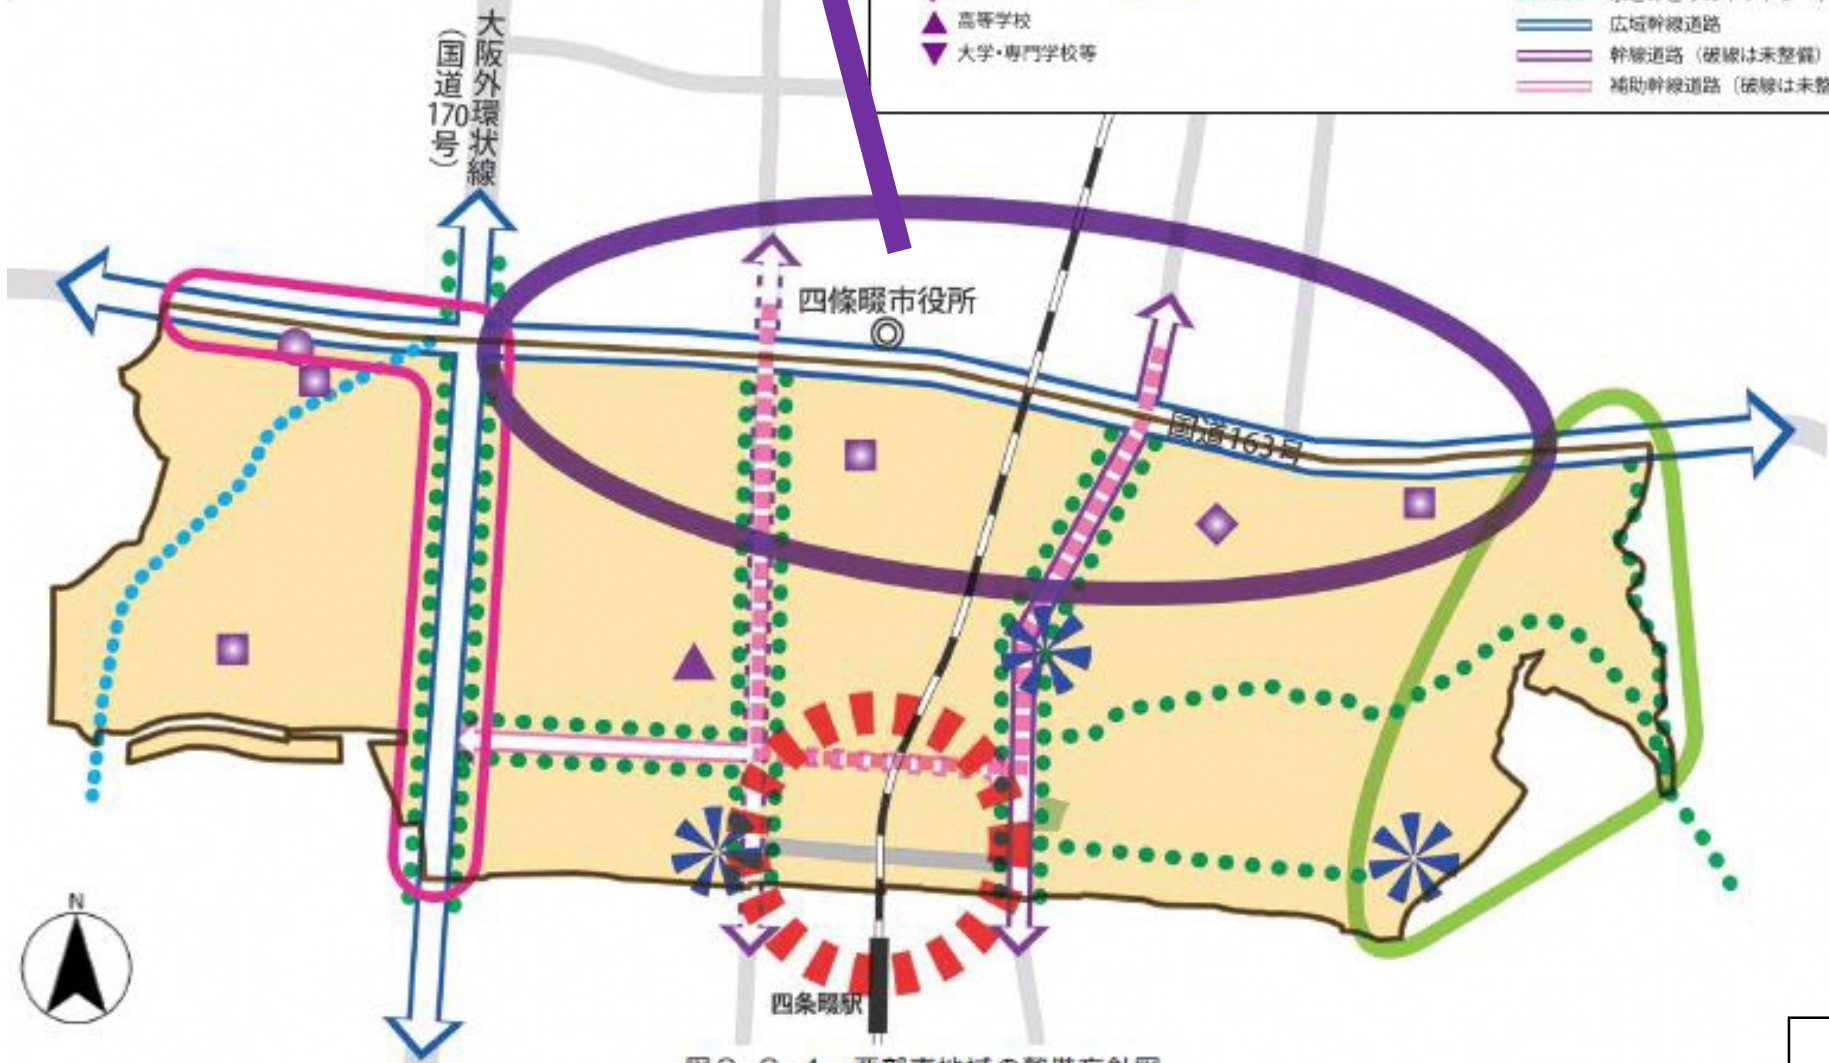 高等学校
大学・専門学校等
広域幹線道路
幹線道路（破線は未整備）
補助幹線道路（破線は未整
大阪外環状線
（国道170号）
四條畷市役所
国道163号
N
四条畷駅